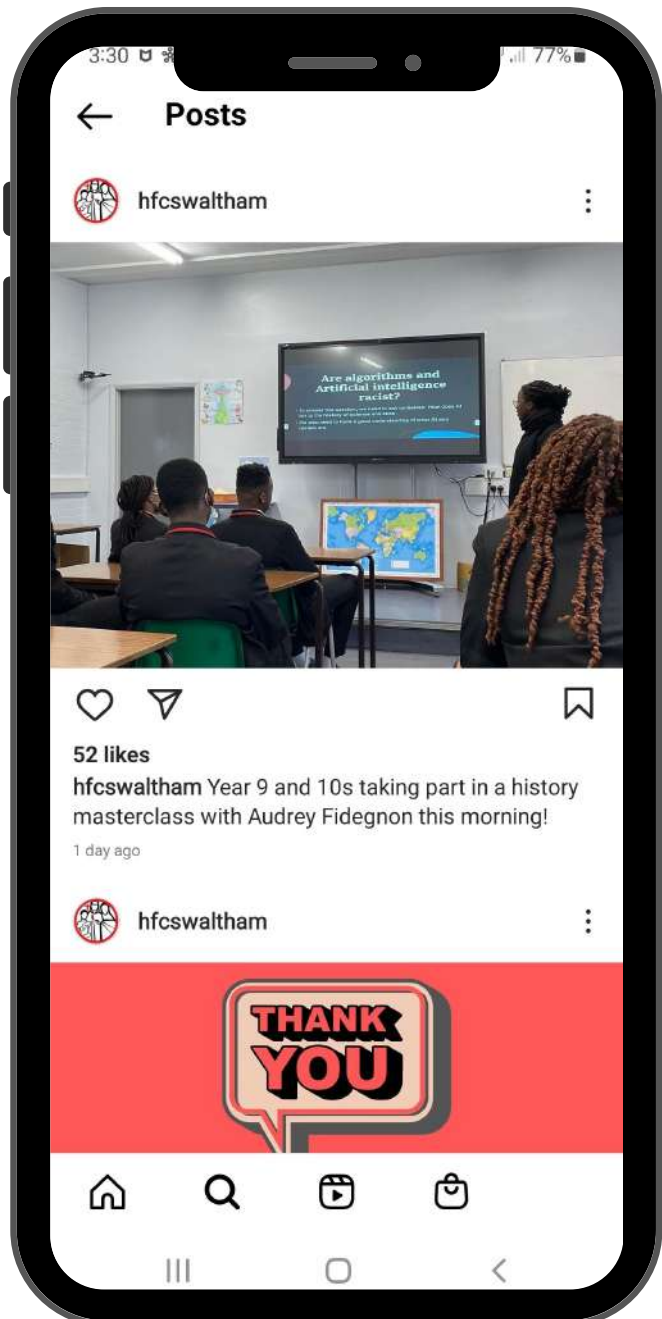 3:30
77%
Posts
hfcswaltham
Are algorithms and
Artificial intelligence
racist?
52 likes
hfcswaltham Year 9 and 10s taking part in a history
masterclass with Audrey Fidegnon this morning!
1 day ago
hfcswaltham
THANK
YOU